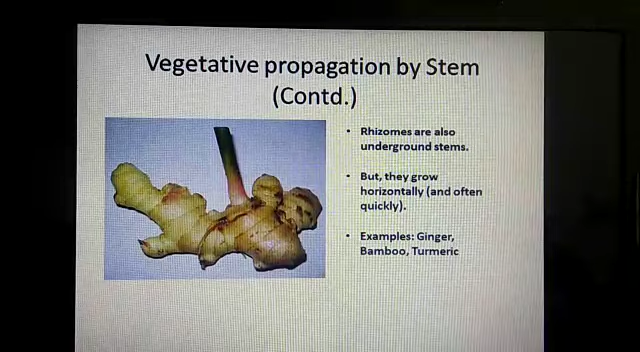 Vegetative propagation by Stem
(Contd.)
• Rhizomes are also
underground stems.
• But, they grow
horizontally (and often
quickly).
• Examples: Ginger,
Bamboo, Turmeric